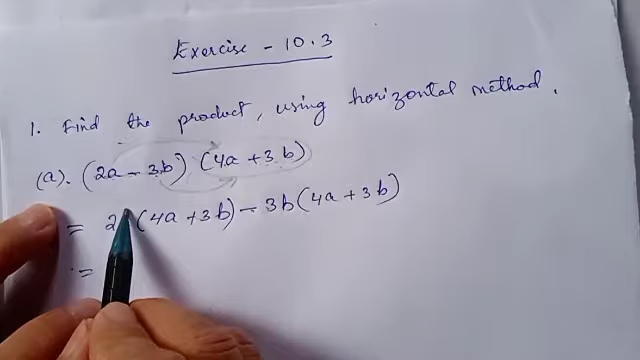 Exercise - 10.3
1. Find the product, using horizontal method.
(a). (2a - 3b) (4a + 3b)
= 2 (4a + 3b) - 3b (4a + 3b)
=